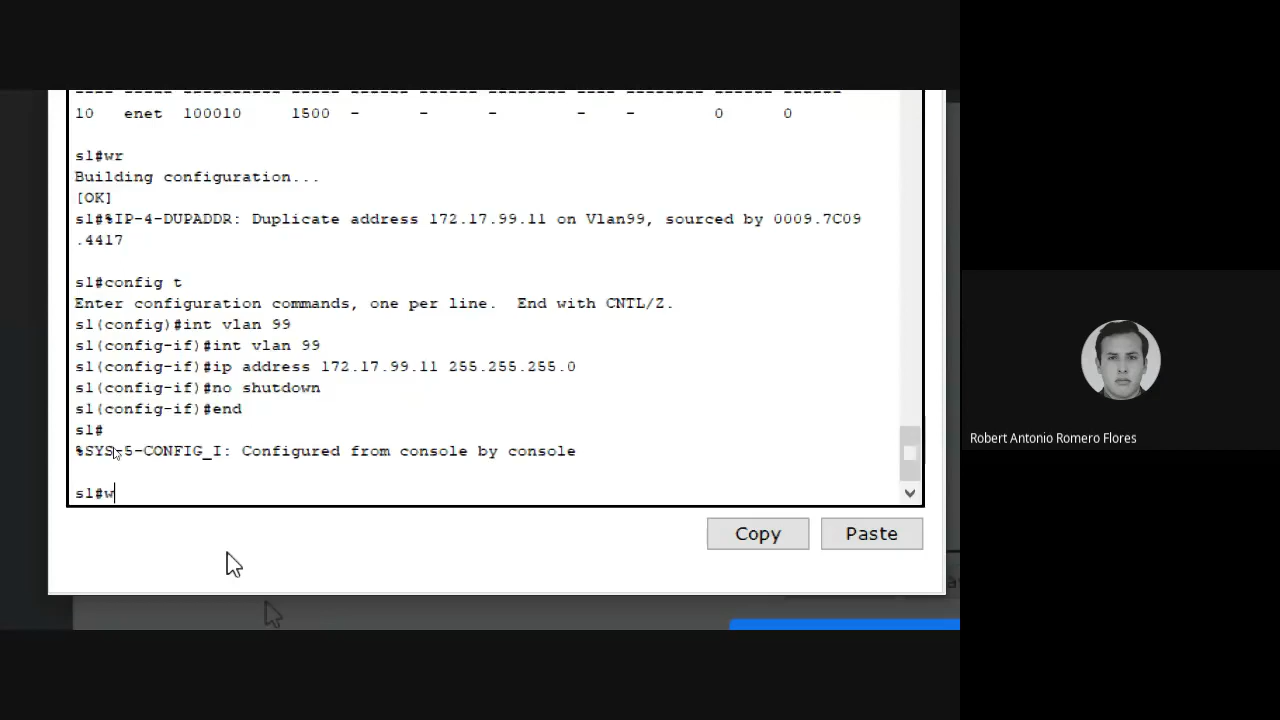 10 enet 100010 1500 - - - - - 0 0
s1#wr
Building configuration...
[OK]
s1#%IP-4-DUPADDR: Duplicate address 172.17.99.11 on Vlan99, sourced by 0009.7C09
.4417
s1#config t
Enter configuration commands, one per line. End with CNTL/Z.
s1(config)#int vlan 99
s1(config-if)#int vlan 99
s1(config-if)#ip address 172.17.99.11 255.255.255.0
s1(config-if)#no shutdown
s1(config-if)#end
s1#
%SYS-5-CONFIG_I: Configured from console by console
s1#w
Copy
Paste
Robert Antonio Romero Flores